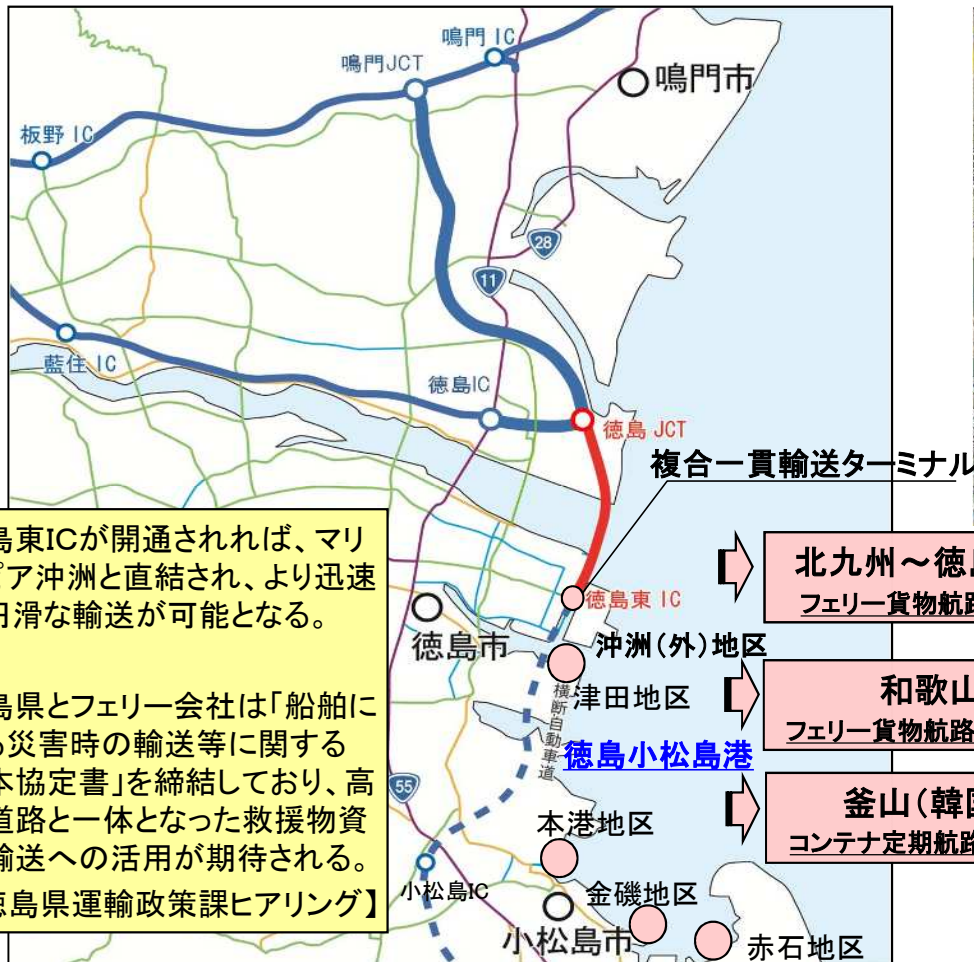 鳴門 IC
鳴門JCT
鳴門市
板野 IC
28
11
藍住 IC
徳島IC
徳島 JCT
複合一貫輸送ターミナル
島東ICが開通されれば、マリ
ピア沖洲と直結され、より迅速
円滑な輸送が可能となる。
北九州~徳
フェリー貨物航路
徳島東 IC
徳島市
沖洲(外)地区
島県とフェリー会社は「船舶に
る災害時の輸送等に関する
本協定書」を締結しており、高
道路と一体となった救援物資
輸送への活用が期待される。
徳島県運輸政策課ヒアリング】
津田地区
横断自動車道
和歌山
フェリー貨物航路
徳島小松島港
55
釜山(韓国
コンテナ定期航路
本港地区
小松島IC
金磯地区
小松島市
赤石地区